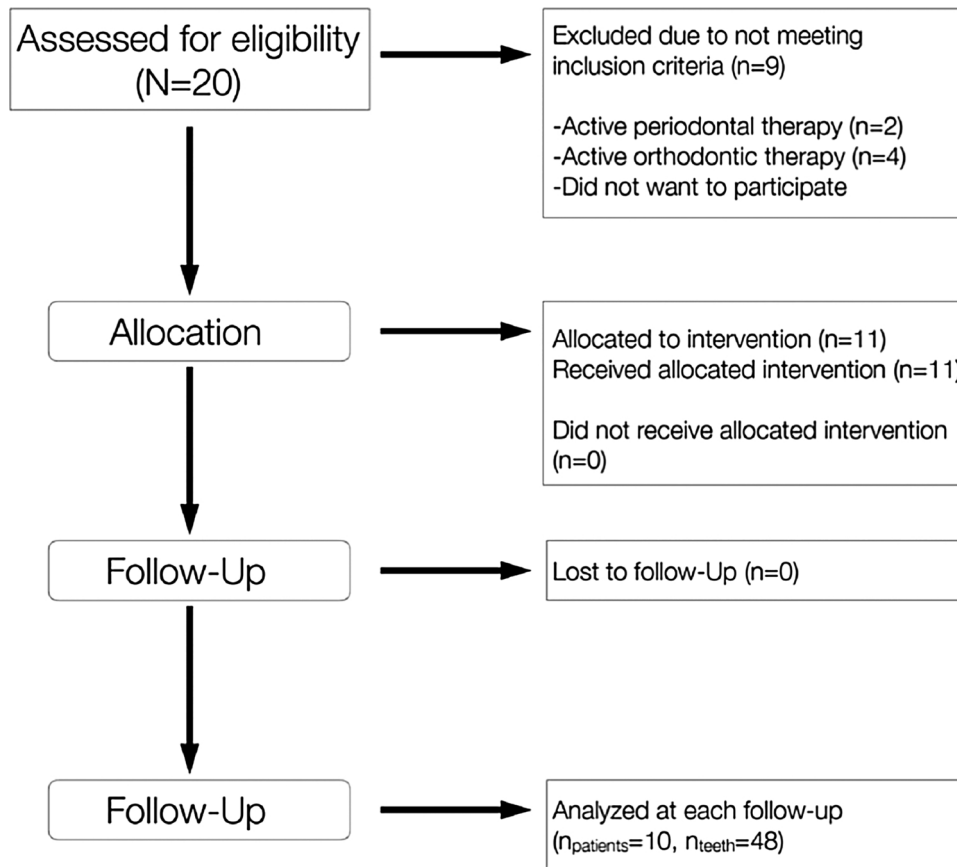 Assessed for eligibility
(N=20)
Excluded due to not meeting
inclusion criteria (n=9)
-Active periodontal therapy (n=2)
-Active orthodontic therapy (n=4)
-Did not want to participate
Allocation
Allocated to intervention (n=11)
Received allocated intervention (n=11)
Did not receive allocated intervention
(n=0)
Follow-Up
Lost to follow-Up (n=0)
Follow-Up
Analyzed at each follow-up
(npatients=10, nteeth=48)